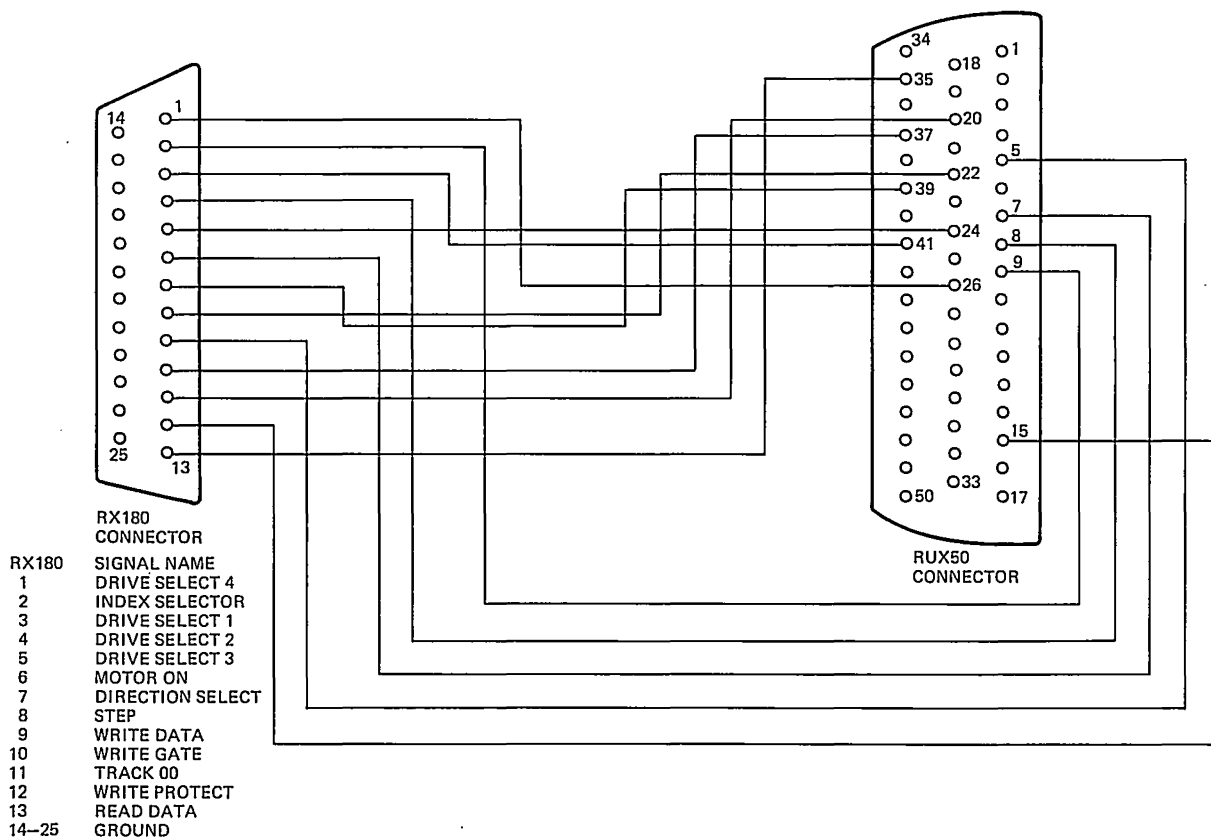 34
18
1
35
1
14
20
37
5
22
39
7
24
41
8
9
26
15
25
13
33
50
17
RX180
CONNECTOR
RUX50
CONNECTOR
RX180 SIGNAL NAME
1 DRIVE SELECT 4
2 INDEX SELECTOR
3 DRIVE SELECT 1
4 DRIVE SELECT 2
5 DRIVE SELECT 3
6 MOTOR ON
7 DIRECTION SELECT
8 STEP
9 WRITE DATA
10 WRITE GATE
11 TRACK 00
12 WRITE PROTECT
13 READ DATA
14–25 GROUND